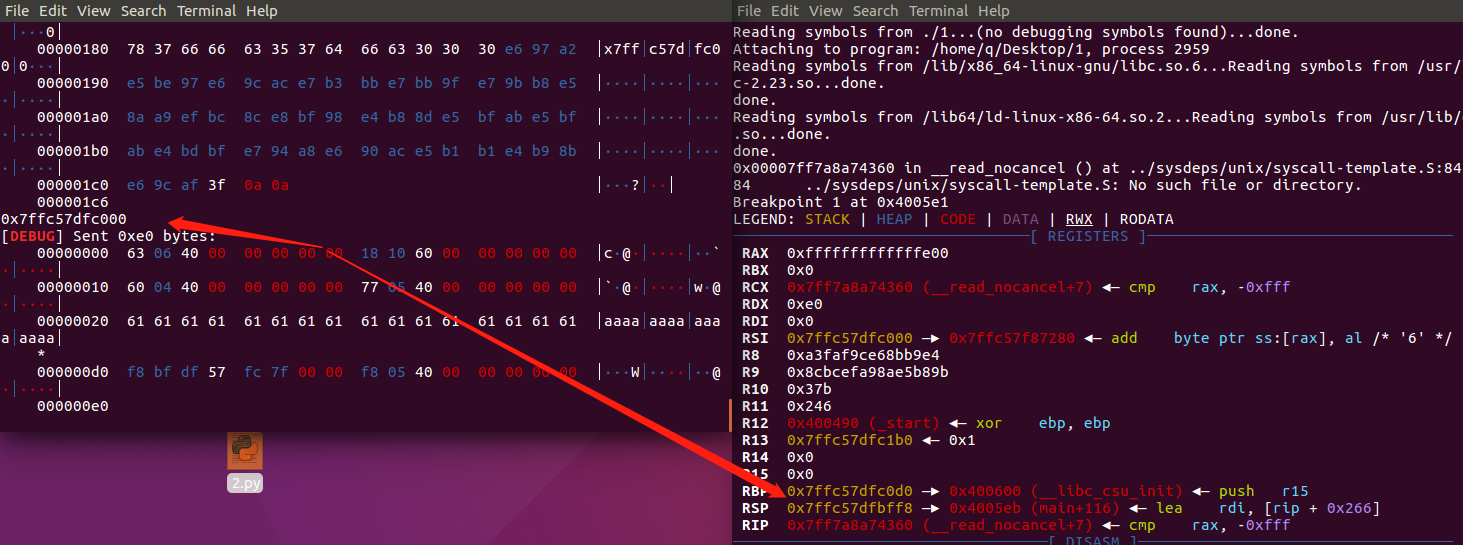 File Edit View Search Terminal Help
│····0│
00000180 78 37 66 66 63 35 37 64 66 63 30 30 30 e6 97 a2 │x7ff│c57d│fc0
0│0···│
00000190 e5 be 97 e6 9c ac e7 b3 bb e7 bb 9f e7 9b b8 e5 │····│····│···
·│····│
000001a0 8a a9 ef bc 8c e8 bf 98 e4 b8 8d e5 bf ab e5 bf │····│····│···
·│····│
000001b0 ab e4 bd bf e7 94 a8 e6 90 ac e5 b1 b1 e4 b9 8b │····│····│···
·│····│
000001c0 e6 9c af 3f 0a 0a │···?│··│
000001c6
0x7ffc57dfc000
[DEBUG] Sent 0xe0 bytes:
00000000 63 06 40 00 00 00 00 00 18 10 60 00 00 00 00 00 │c·@·│····│··`
·│····│
00000010 60 04 40 00 00 00 00 00 77 05 40 00 00 00 00 00 │`·@·│····│w·@
·│····│
00000020 61 61 61 61 61 61 61 61 61 61 61 61 61 61 61 61 │aaaa│aaaa│aaa
a│aaaa│
*
000000d0 f8 bf df 57 fc 7f 00 00 f8 05 40 00 00 00 00 00 │···W│····│··@
·│····│
000000e0
2.py
File Edit View Search Terminal Help
Reading symbols from ./1...(no debugging symbols found)...done.
Attaching to program: /home/q/Desktop/1, process 2959
Reading symbols from /lib/x86_64-linux-gnu/libc.so.6...Reading symbols from /usr/
c-2.23.so...done.
done.
Reading symbols from /lib64/ld-linux-x86-64.so.2...Reading symbols from /usr/lib/
.so...done.
done.
0x00007ff7a8a74360 in __read_nocancel () at ../sysdeps/unix/syscall-template.S:84
84 ../sysdeps/unix/syscall-template.S: No such file or directory.
Breakpoint 1 at 0x4005e1
LEGEND: STACK | HEAP | CODE | DATA | RWX | RODATA
[ REGISTERS ]
RAX 0xfffffffffffffe00
RBX 0x0
RCX 0x7ff7a8a74360 (__read_nocancel+7) ◂— cmp rax, -0xfff
RDX 0xe0
RDI 0x0
RSI 0x7ffc57dfc000 —▸ 0x7ffc57f87280 ◂— add byte ptr ss:[rax], al /* '6' */
R8 0xa3faf9ce68bb9e4
R9 0x8cbcefa98ae5b89b
R10 0x37b
R11 0x246
R12 0x400490 (_start) ◂— xor ebp, ebp
R13 0x7ffc57dfc1b0 ◂— 0x1
R14 0x0
R15 0x0
RBP 0x7ffc57dfc0d0 —▸ 0x400600 (__libc_csu_init) ◂— push r15
RSP 0x7ffc57dfbff8 —▸ 0x4005eb (main+116) ◂— lea rdi, [rip + 0x266]
RIP 0x7ff7a8a74360 (__read_nocancel+7) ◂— cmp rax, -0xfff
[ DISASM ]